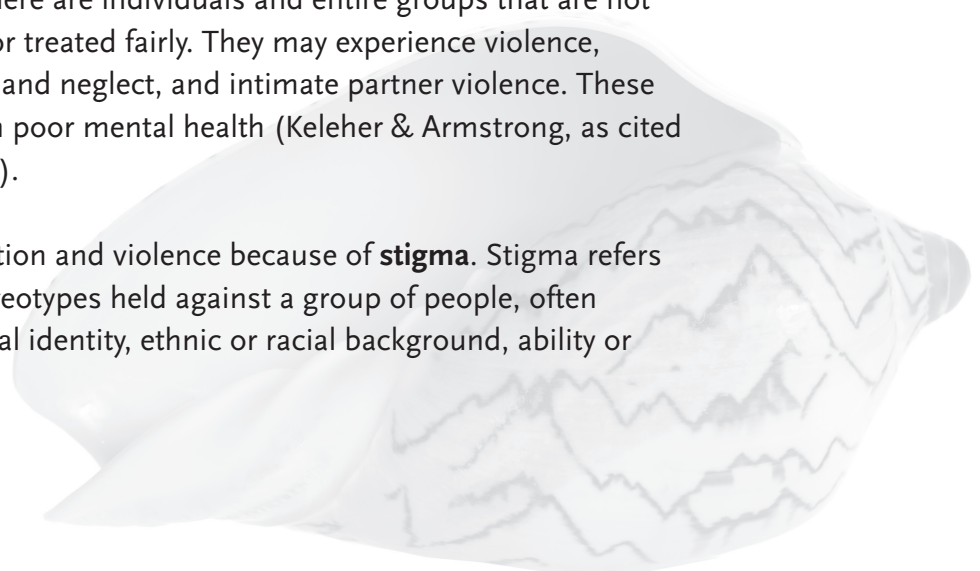 here are individuals and entire groups that are not
or treated fairly. They may experience violence,
and neglect, and intimate partner violence. These
poor mental health (Keleher & Armstrong, as cited
).
tion and violence because of stigma. Stigma refers
reotypes held against a group of people, often
al identity, ethnic or racial background, ability or